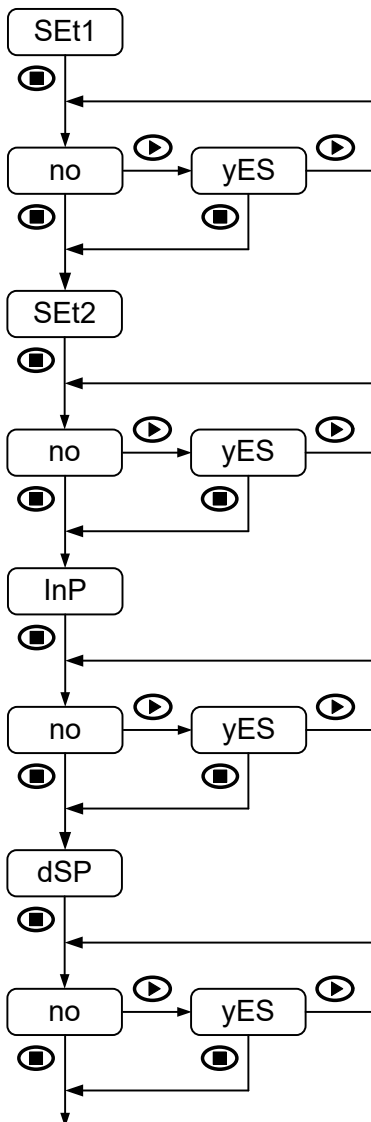 SEt1
no yES
SEt2
no yES
InP
no yES
dSP
no yES